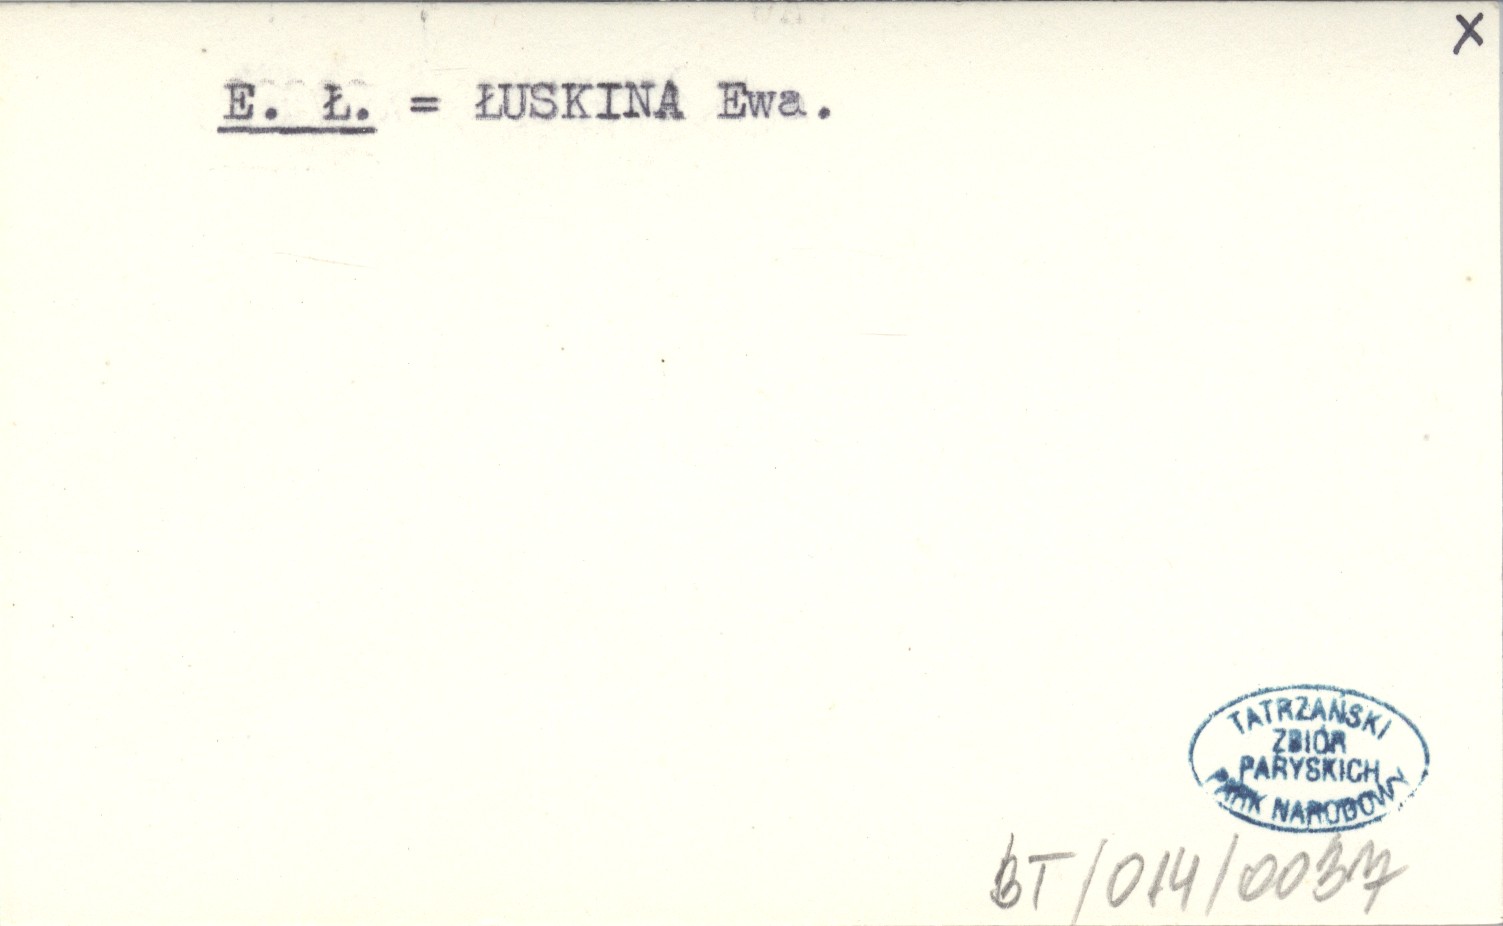 X
E. Ł. = ŁUSKINA Ewa.
TATRZAŃSKI
ZBIÓR
PARYSKICH
PARK NARODOWY
BT/014/0037